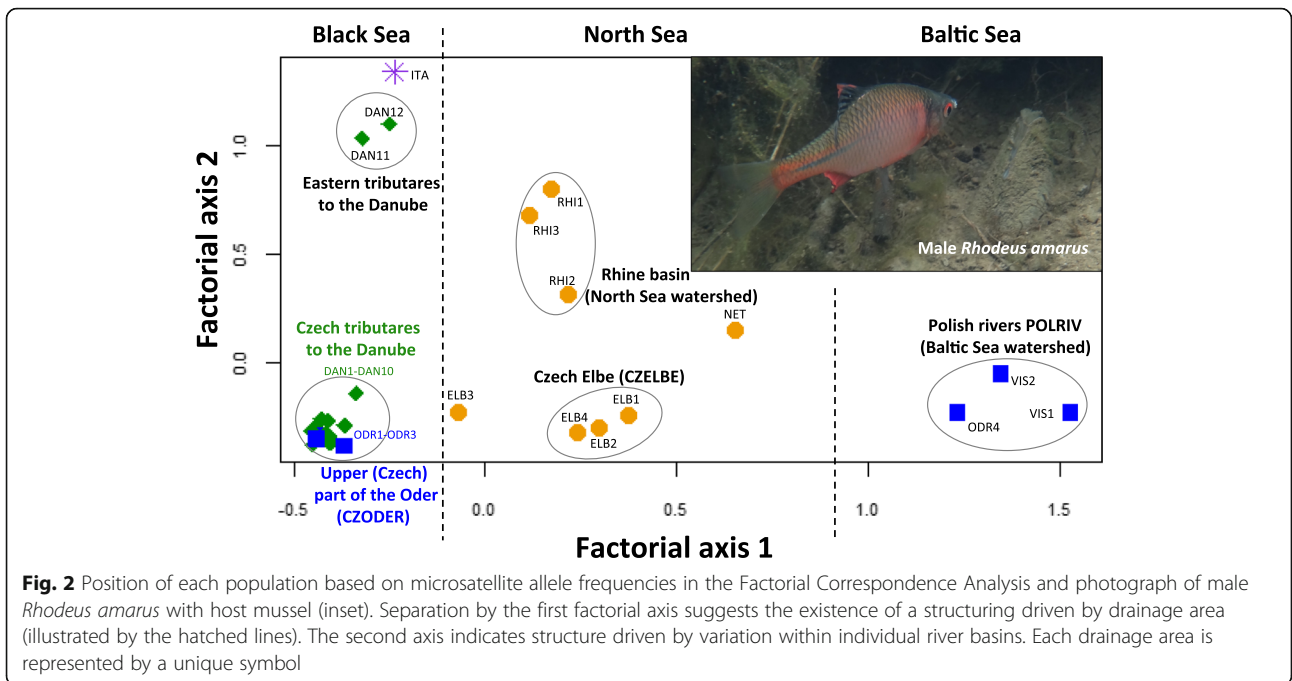 Black Sea
North Sea
Baltic Sea
ITA
DAN12
DAN11
Eastern tributares
to the Danube
RHI1
RHI3
RHI2
Rhine basin
(North Sea watershed)
NET
Male Rhodeus amarus
Czech tributares
to the Danube
DAN1-DAN10
ODR1-ODR3
Upper (Czech)
part of the Oder
(CZODER)
ELB3
Czech Elbe (CZELBE)
ELB1
ELB4
ELB2
Polish rivers POLRIV
(Baltic Sea watershed)
VIS2
VIS1
ODR4
Factorial axis 2
1.0
0.5
0.0
-0.5
0.0
0.5
1.0
1.5
Factorial axis 1
Fig. 2 Position of each population based on microsatellite allele frequencies in the Factorial Correspondence Analysis and photograph of male
Rhodeus amarus with host mussel (inset). Separation by the first factorial axis suggests the existence of a structuring driven by drainage area
(illustrated by the hatched lines). The second axis indicates structure driven by variation within individual river basins. Each drainage area is
represented by a unique symbol